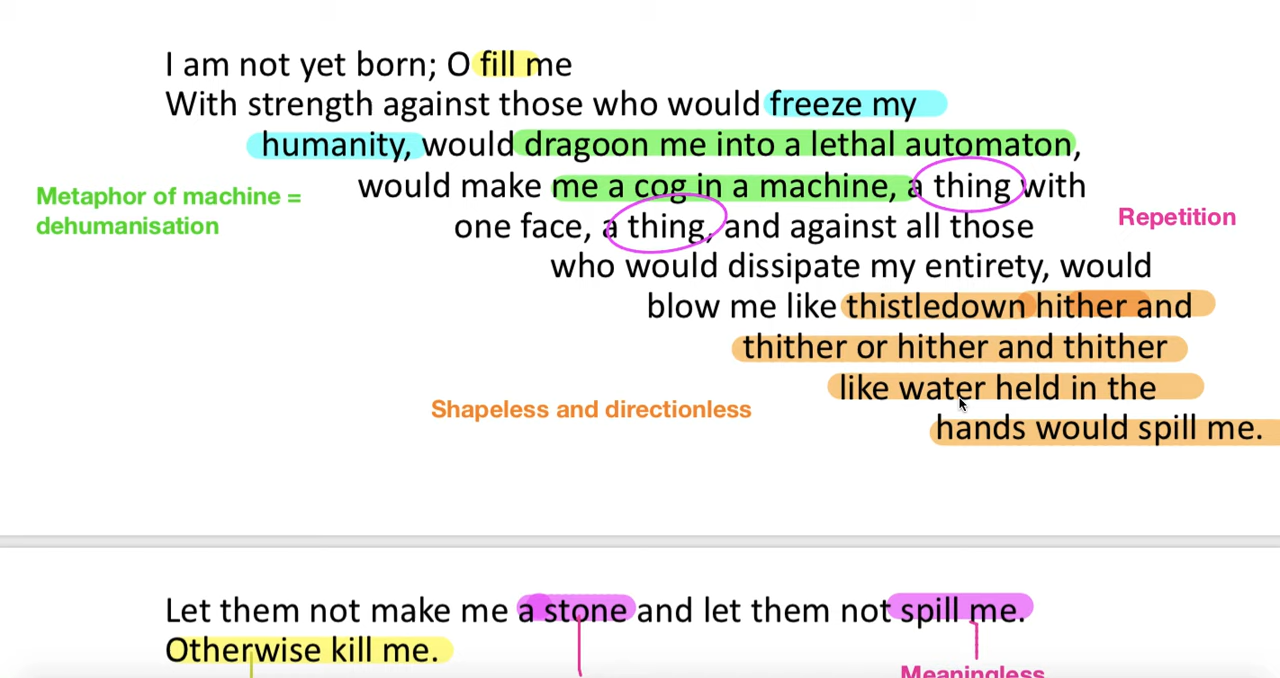 I am not yet born; O fill me
With strength against those who would freeze my
humanity, would dragoon me into a lethal automaton,
would make me a cog in a machine, a thing with
Metaphor of machine =
dehumanisation
one face, a thing, and against all those
Repetition
who would dissipate my entirety, would
blow me like thistledown hither and
thither or hither and thither
like water held in the
Shapeless and directionless
hands would spill me.
Let them not make me a stone and let them not spill me.
Otherwise kill me.
Meaningless